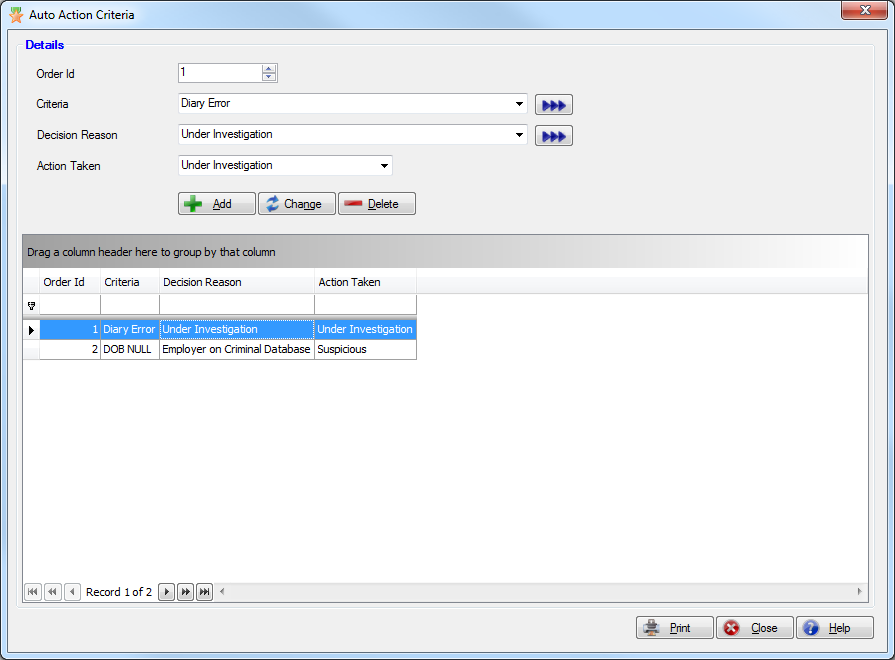 Auto Action Criteria
Details
Order Id 1
Criteria Diary Error
Decision Reason Under Investigation
Action Taken Under Investigation
Add Change Delete
Drag a column header here to group by that column
Order Id Criteria Decision Reason Action Taken
1 Diary Error Under Investigation Under Investigation
2 DOB NULL Employer on Criminal Database Suspicious
Record 1 of 2
Print Close Help